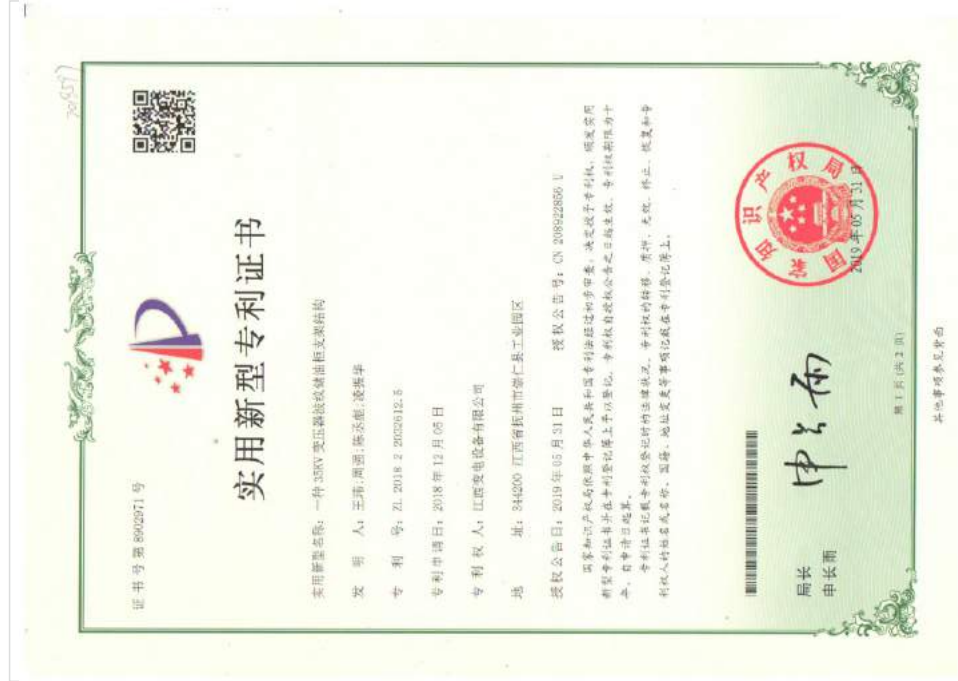 证书号第8902971号
实用新型专利证书
实用新型名称：一种35KV变压器波纹储油柜支架结构
发明人：王玮;周通;陈丞彪;凌振华
专利号：ZL 2018 2 2032612.5
专利申请日：2018年12月05日
专利权人：江西变电设备有限公司
地址：344200 江西省抚州市崇仁县工业园区
授权公告日：2019年05月31日 授权公告号：CN 208922856 U
国家知识产权局依照中华人民共和国专利法经过初步审查，决定授予专利权，颁发实用
新型专利证书并在专利登记簿上予以登记。专利权自授权公告之日起生效。专利权期限为十
年，自申请日起算。
专利证书记载专利权登记时的法律状况。专利权的转移、质押、无效、终止、恢复和专
利权人的姓名或名称、国籍、地址变更等事项记载在专利登记簿上。
局长
申长雨
申长雨
国家知识产权局
2019年05月31日
第1页(共2页)
其他事项参见背面